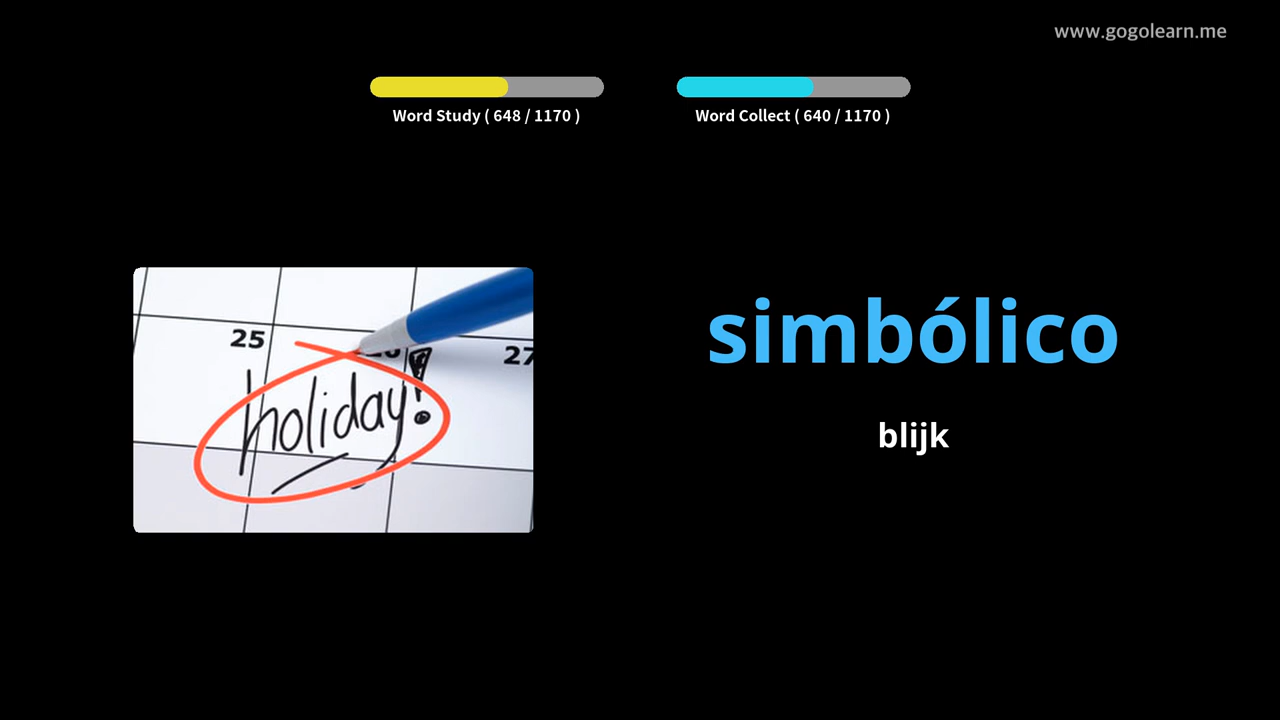 www.gogolearn.me
Word Study ( 648 / 1170 )
Word Collect ( 640 / 1170 )
25
27
holiday!
simbólico
blijk